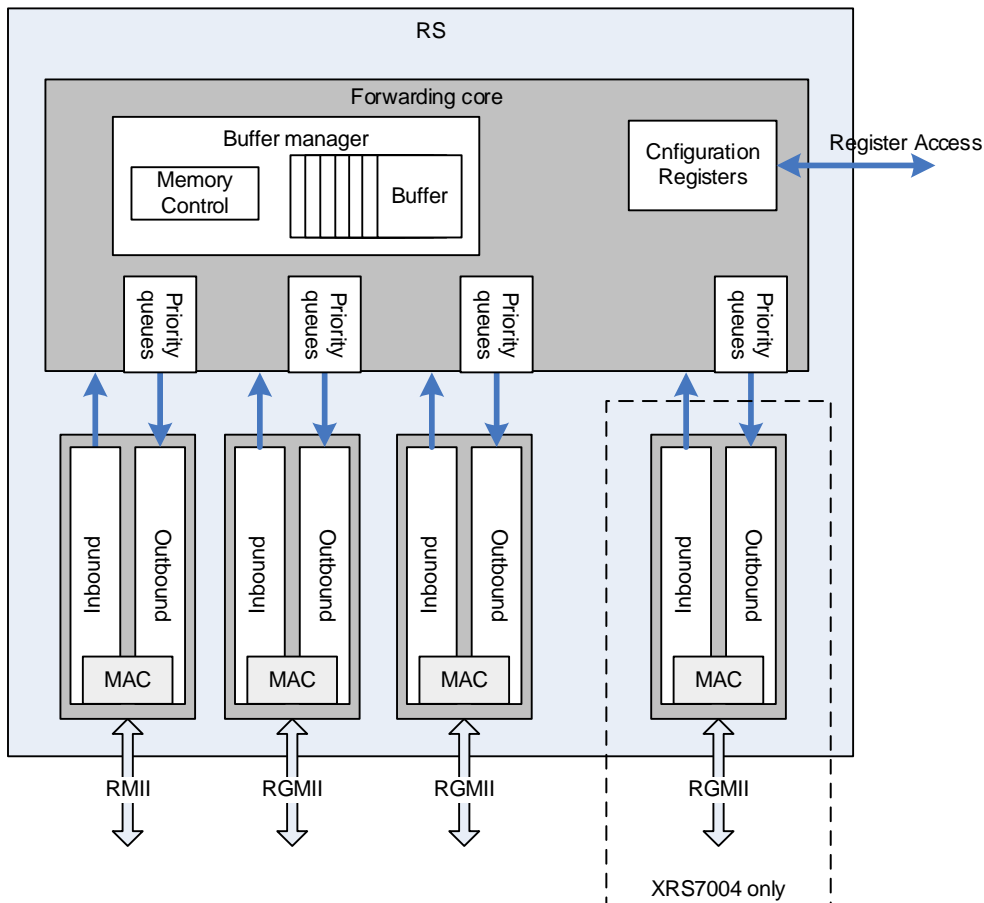 RS
Forwarding core
Buffer manager
Memory
Control
Buffer
Cnfiguration
Registers
Register Access
Priority
queues
Priority
queues
Priority
queues
Priority
queues
Inbound
Outbound
MAC
Inbound
Outbound
MAC
Inbound
Outbound
MAC
Inbound
Outbound
MAC
RMII
RGMII
RGMII
RGMII
XRS7004 only